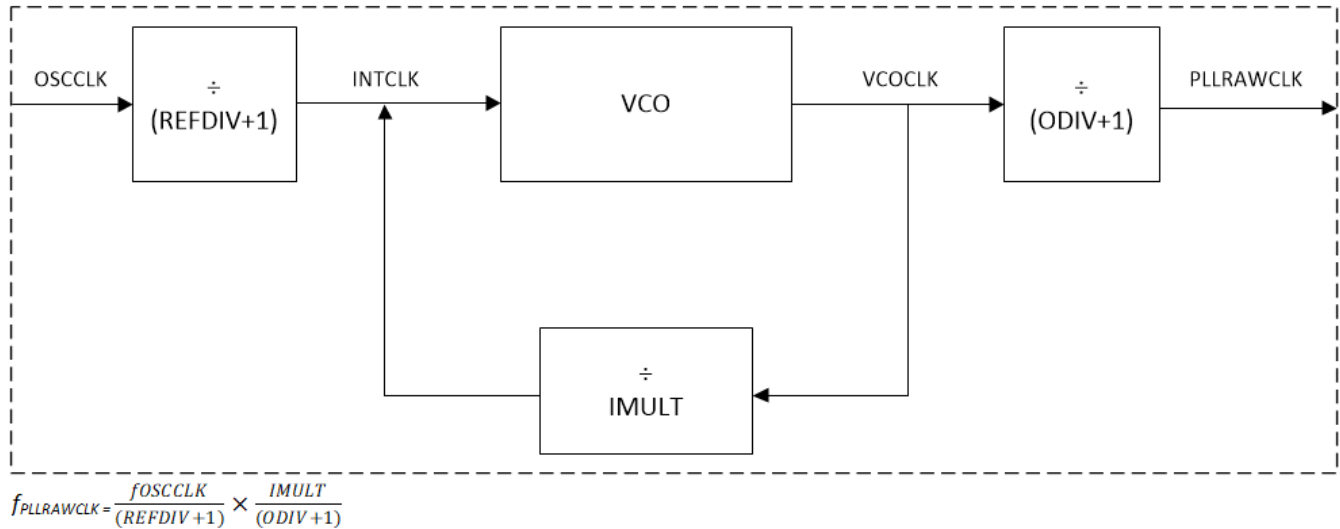 OSCCLK
÷
(REFDIV+1)
INTCLK
VCO
VCOCLK
÷
(ODIV+1)
PLLRAWCLK
÷
IMULT
fPLLRAWCLK = fOSCCLK/(REFDIV+1) × IMULT/(ODIV+1)